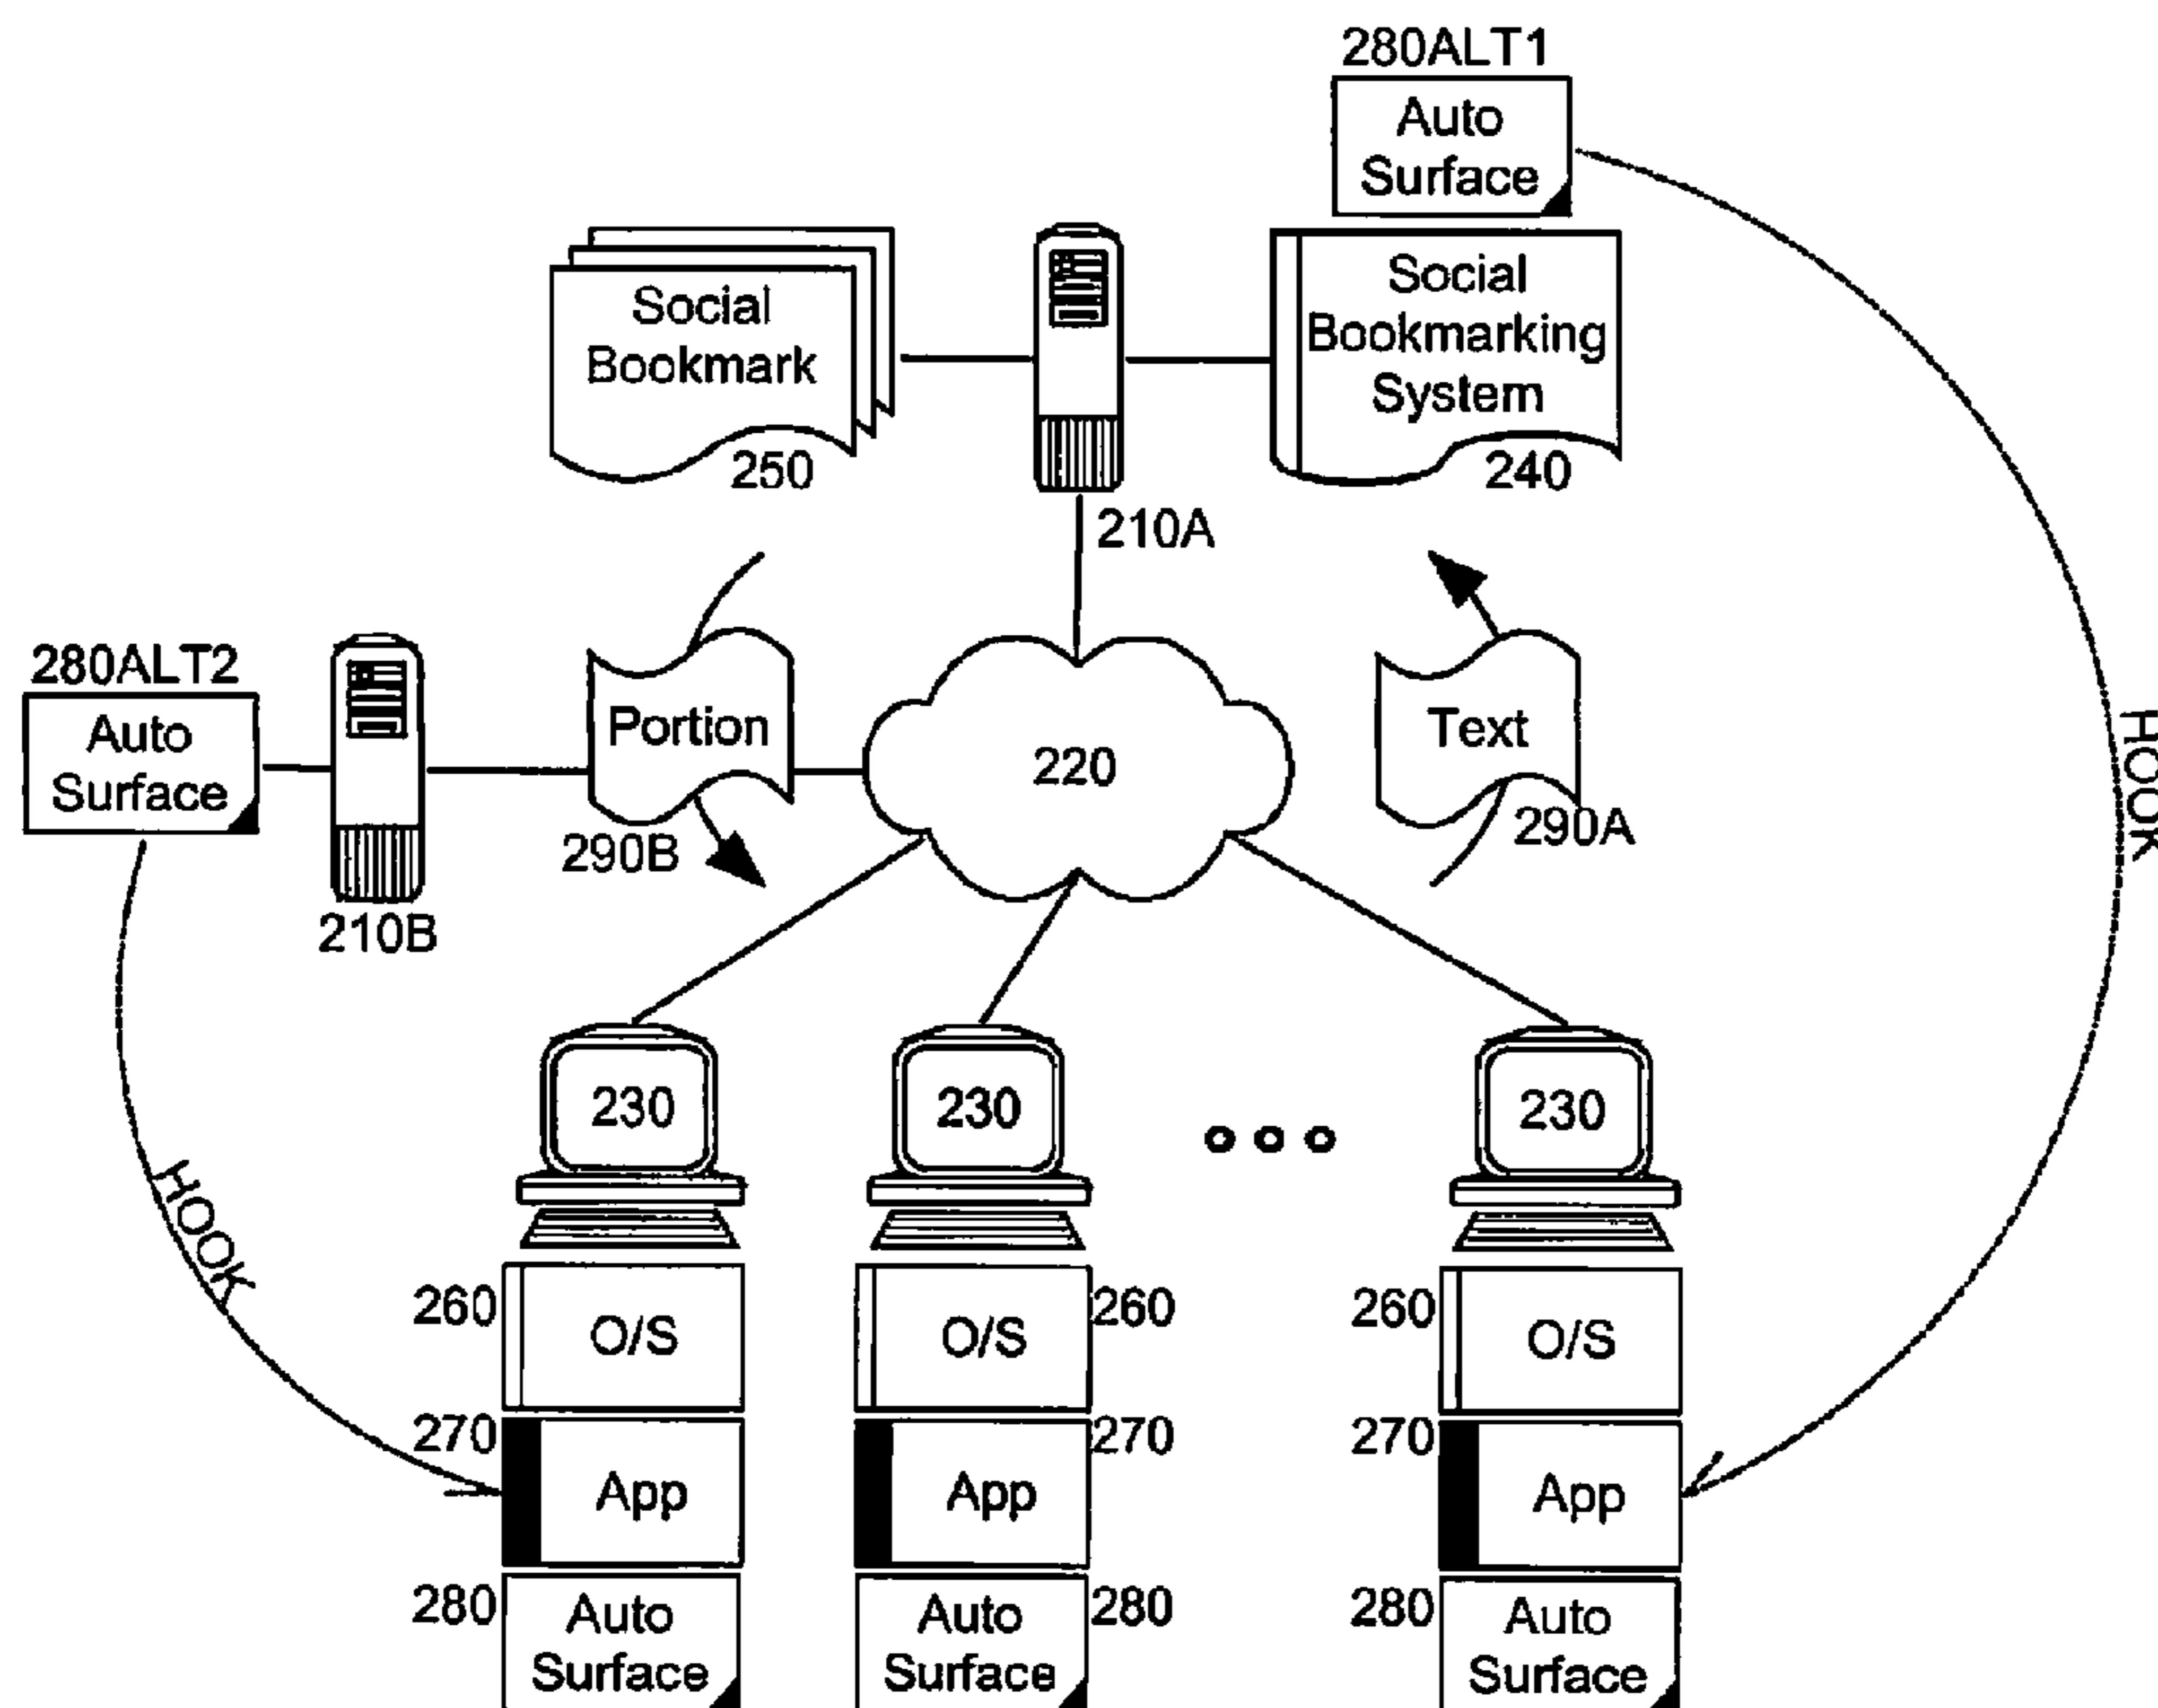 280ALT1
Auto
Surface
Social
Bookmark
250
Social
Bookmarking
System
240
210A
280ALT2
Auto
Surface
210B
Portion
290B
220
Text
290A
HOOK
HOOK
230
230
230
260
O/S
O/S
260
260
O/S
270
App
App
270
270
App
280
Auto
Surface
Auto
Surface
280
280
Auto
Surface